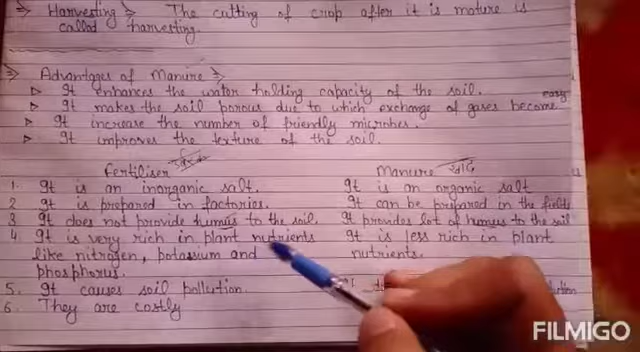 ⇒ Harvesting ⇒ The cutting of crop after it is mature is
called harvesting.
⇒ Advantages of Manure ⇒
▷ It enhances the water holding capacity of the soil.
▷ It makes the soil porous due to which exchange of gases become easy
▷ It increase the number of friendly microbes.
▷ It improves the texture of the soil.
Fertiliser Manure खाद
1. It is an inorganic salt. It is an organic salt
2. It is prepared in factories. It can be prepared in the fields
3. It does not provide humus to the soil. It provides lot of humus to the soil
4. It is very rich in plant nutrients It is less rich in plant
like nitrogen, potassium and nutrients.
phosphorus.
5. It causes soil pollution.
6. They are costly
FILMIGO